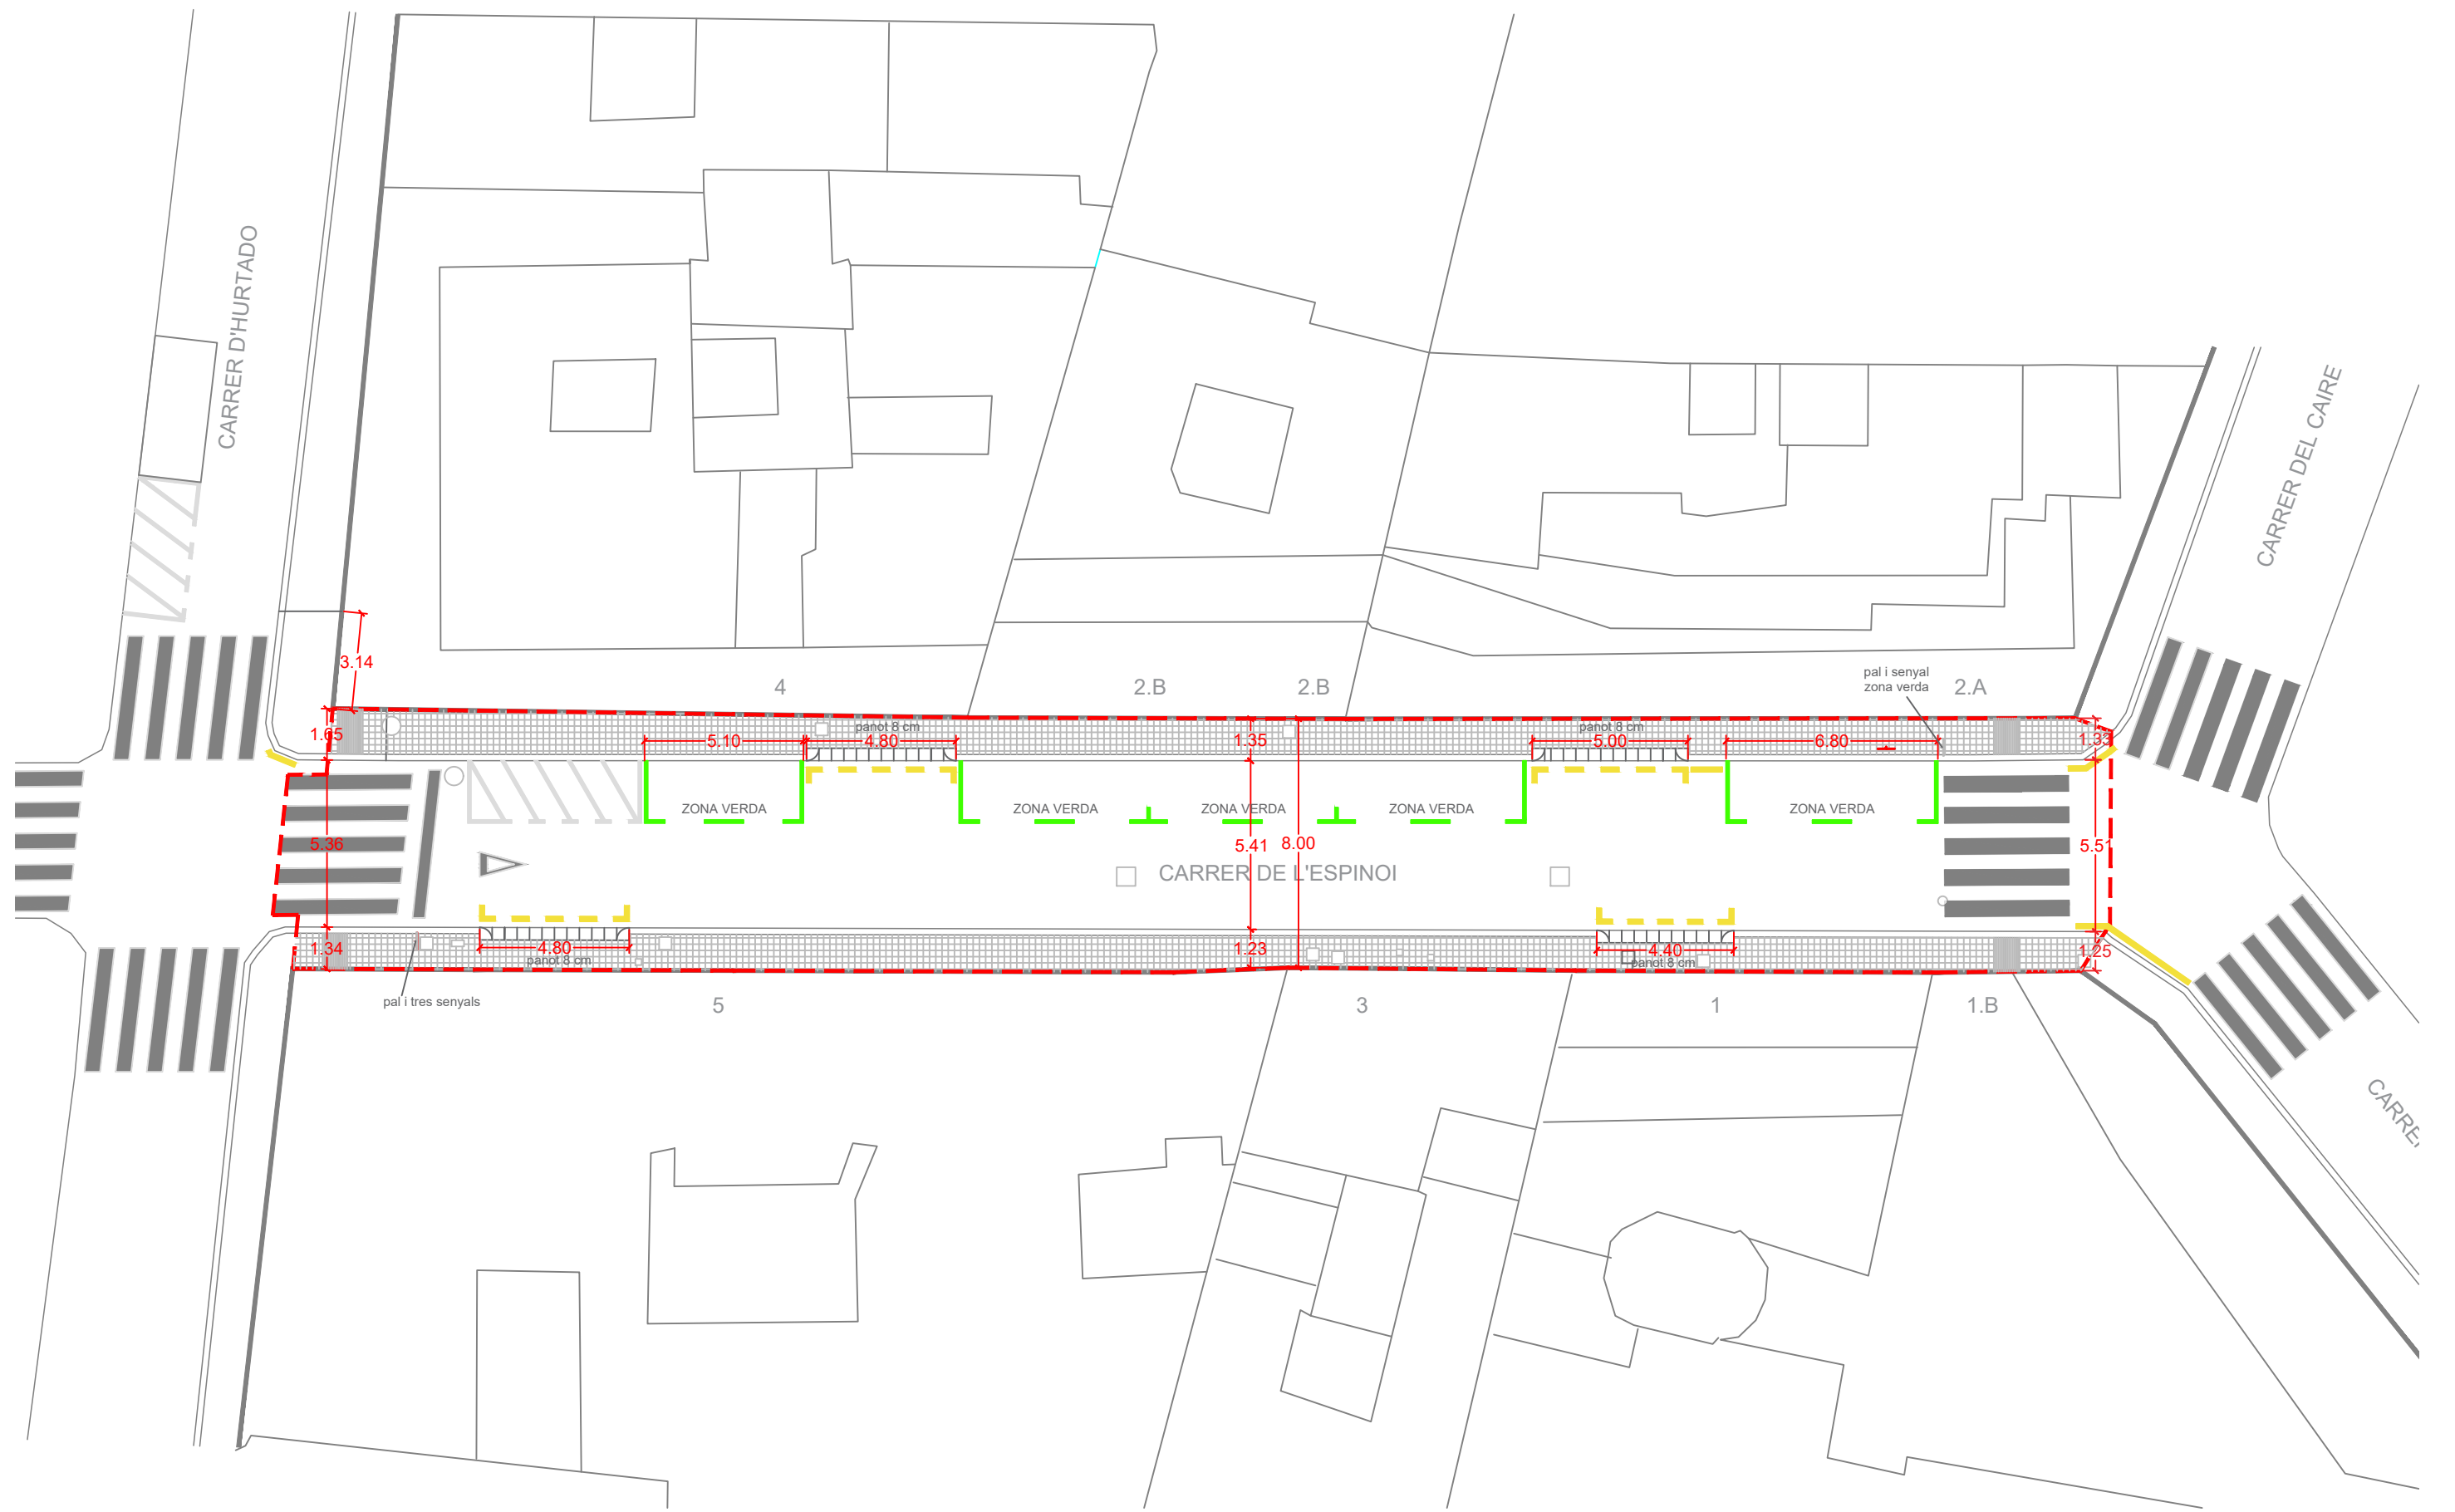 CARRER D'HURTADO
CARRER DEL CAIRE
3.14
4
2.B
2.B
pal i senyal
zona verda
2.A
1.65
5.10
panot 8 cm
4.80
1.35
panot 8 cm
5.00
6.80
1.33
ZONA VERDA
ZONA VERDA
ZONA VERDA
ZONA VERDA
ZONA VERDA
5.36
5.41
8.00
5.51
CARRER DE L'ESPINOI
1.34
4.80
panot 8 cm
1.23
4.40
panot 8 cm
1.25
pal i tres senyals
5
3
1
1.B